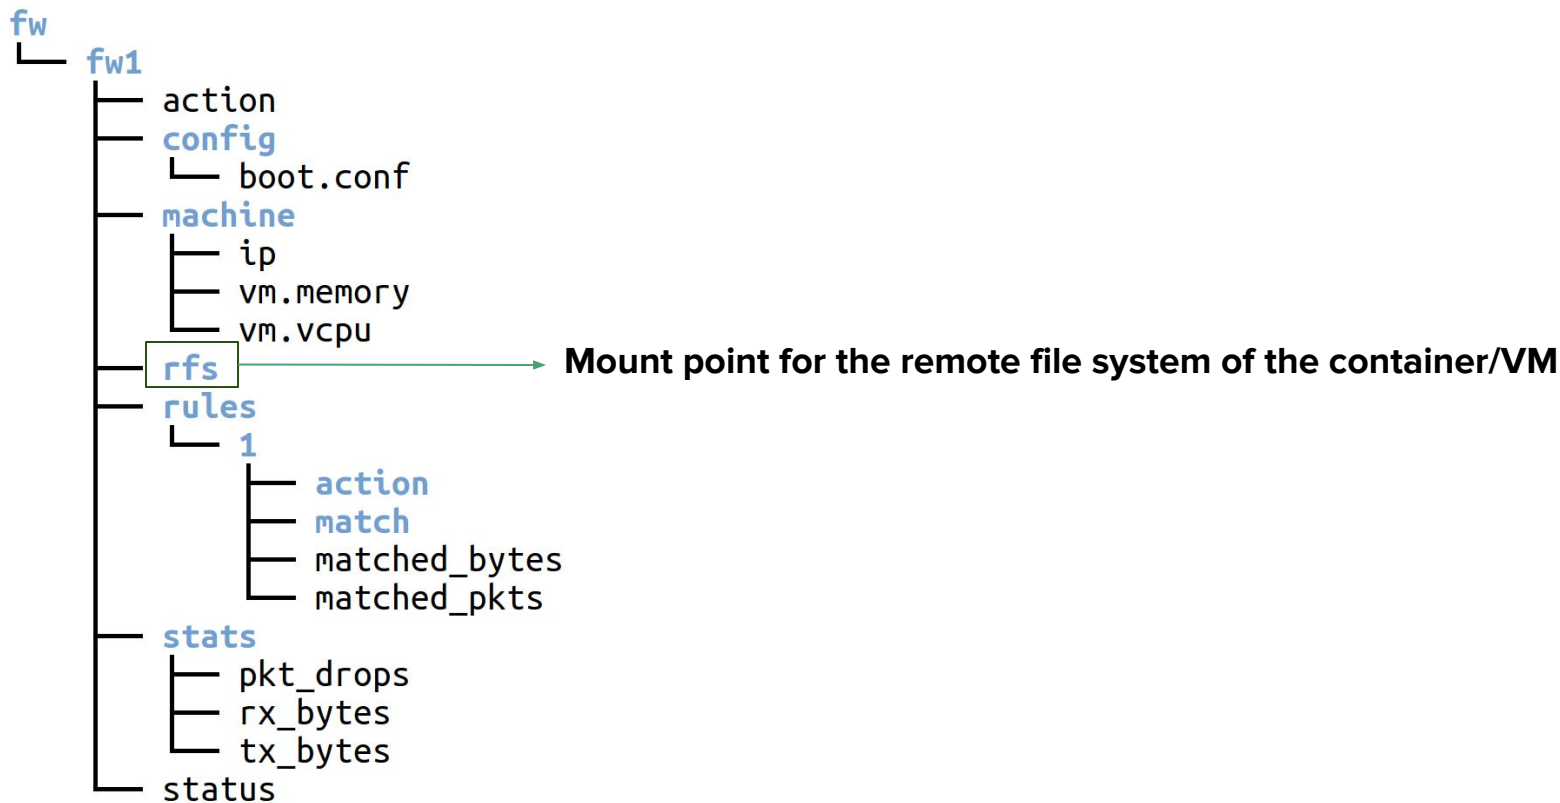 fw
fw1
action
config
boot.conf
machine
ip
vm.memory
vm.vcpu
rfs Mount point for the remote file system of the container/VM
rules
1
action
match
matched_bytes
matched_pkts
stats
pkt_drops
rx_bytes
tx_bytes
status